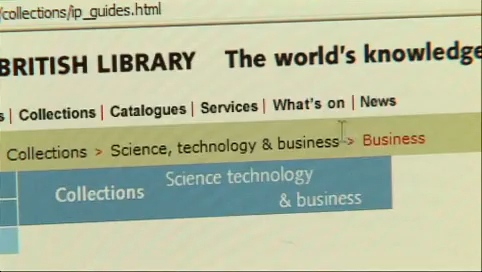 /collections/ip_guides.html
BRITISH LIBRARY The world's knowledge
s | Collections | Catalogues | Services | What's on | News
Collections > Science, technology & business > Business
Collections Science technology
& business